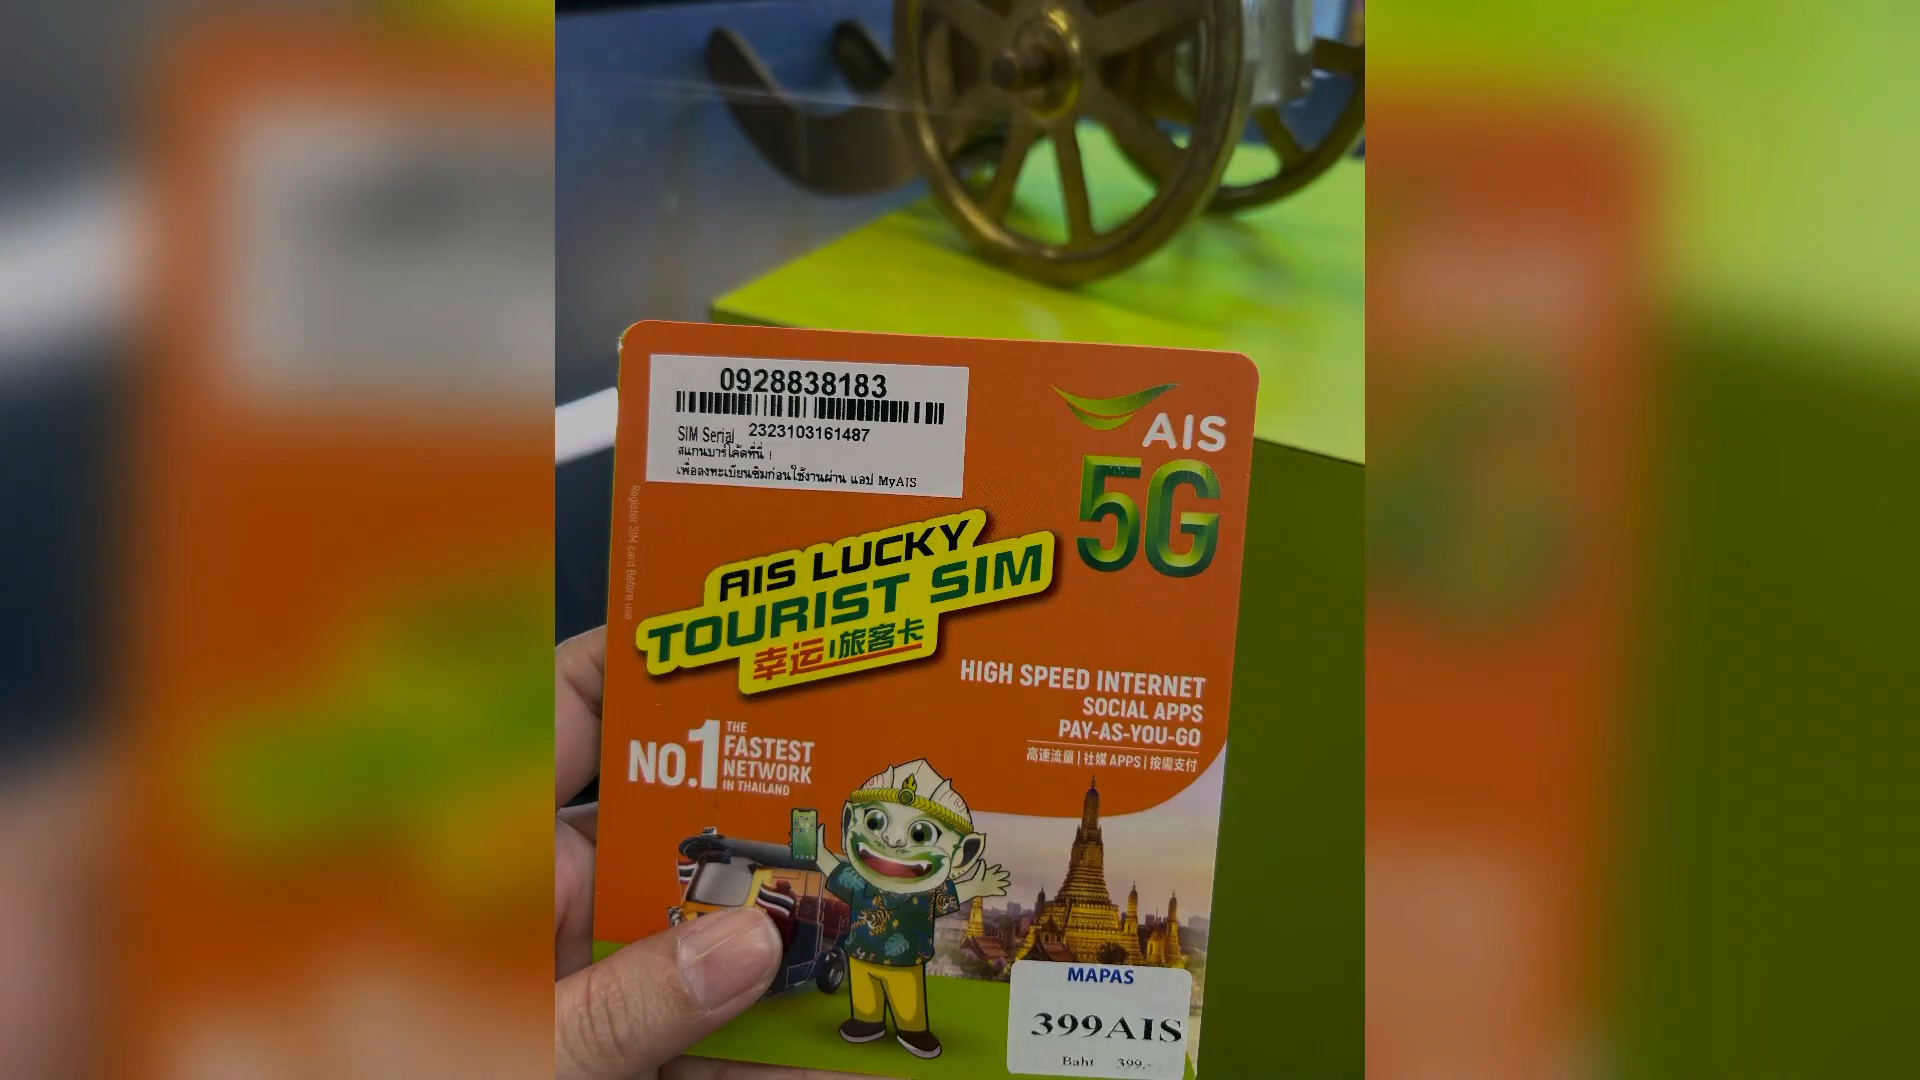 0928838183
SIM Serial 2323103161487
สแกนบาร์โค้ดที่นี่ !
เพื่อลงทะเบียนซิมก่อนใช้งานผ่าน แอป MyAIS
Register SIM card Before use
AIS
5G
AIS LUCKY
TOURIST SIM
幸运旅客卡
HIGH SPEED INTERNET
SOCIAL APPS
PAY-AS-YOU-GO
高速流量 | 社媒 APPS | 按需支付
NO.1 THE
FASTEST
NETWORK
IN THAILAND
MAPAS
399AIS
Baht 399.-